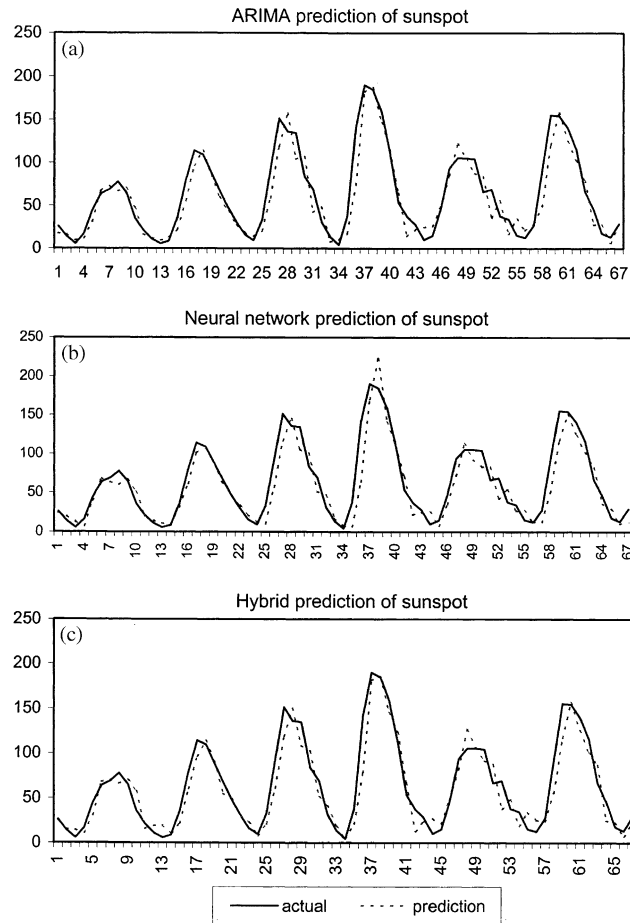 ARIMA prediction of sunspot
(a)
250
200
150
100
50
0
1 4 7 10 13 16 19 22 25 28 31 34 37 40 43 46 49 52 55 58 61 64 67
Neural network prediction of sunspot
(b)
250
200
150
100
50
0
1 4 7 10 13 16 19 22 25 28 31 34 37 40 43 46 49 52 55 58 61 64 67
Hybrid prediction of sunspot
(c)
250
200
150
100
50
0
1 5 9 13 17 21 25 29 33 37 41 45 49 53 57 61 65
actual prediction